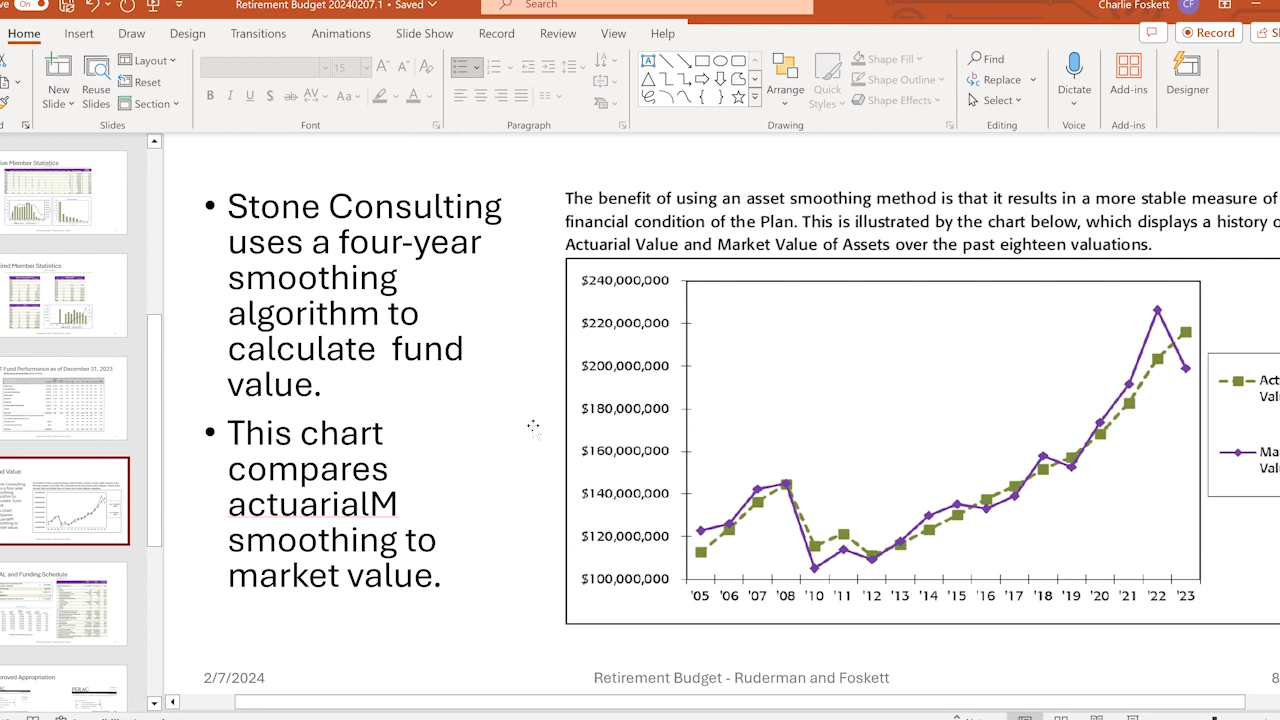 On
Retirement Budget 20240207.1 • Saved
Search
Charlie Foskett
CF
Home Insert Draw Design Transitions Animations Slide Show Record Review View Help
Record
New Slide
Reuse Slides
Layout
Reset
Section
15
B I U S ab AV Aa A
Arrange
Quick Styles
Shape Fill
Shape Outline
Shape Effects
Find
Replace
Select
Dictate
Add-ins
Designer
Slides Font Paragraph Drawing Editing Voice Add-ins
Member Statistics
Member Statistics
Fund Performance as of December 31, 2023
and Funding Schedule
Appropriation
PERAC
PERAC
• Stone Consulting
uses a four-year
smoothing
algorithm to
calculate fund
value.
• This chart
compares
actuarialM
smoothing to
market value.
The benefit of using an asset smoothing method is that it results in a more stable measure of
financial condition of the Plan. This is illustrated by the chart below, which displays a history o
Actuarial Value and Market Value of Assets over the past eighteen valuations.
$240,000,000
$220,000,000
$200,000,000
$180,000,000
$160,000,000
$140,000,000
$120,000,000
$100,000,000
'05 '06 '07 '08 '10 '11 '12 '13 '14 '15 '16 '17 '18 '19 '20 '21 '22 '23
Act
Val
Ma
Val
2/7/2024
Retirement Budget - Ruderman and Foskett
8